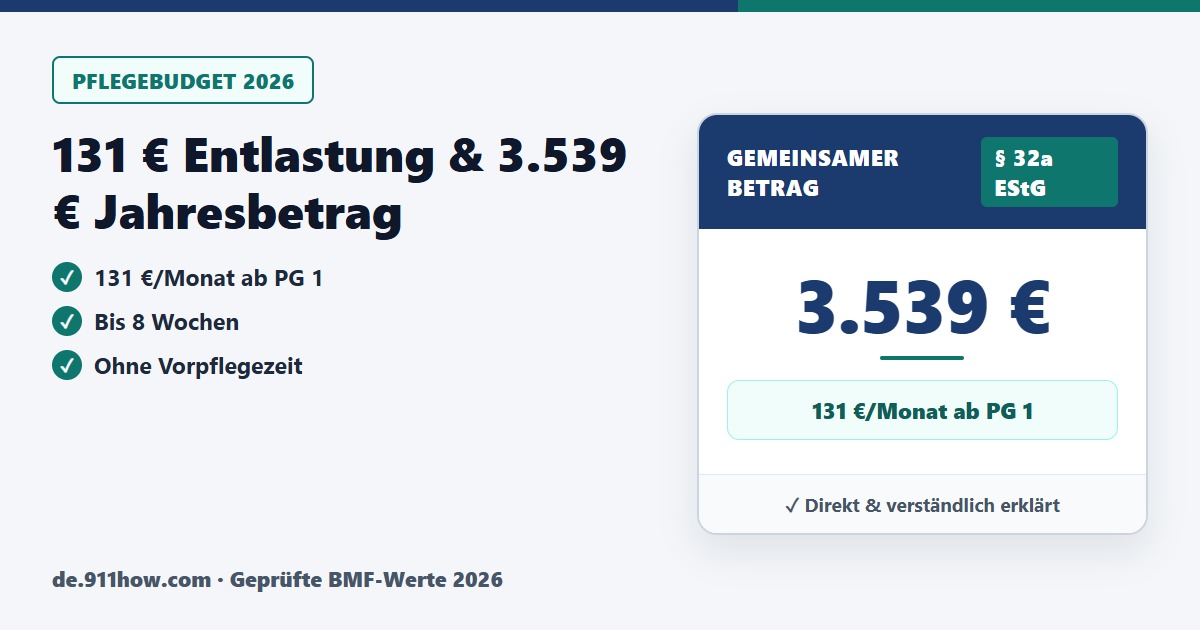 PFLEGEBUDGET 2026
131 € Entlastung & 3.539
€ Jahresbetrag
✓ 131 €/Monat ab PG 1
✓ Bis 8 Wochen
✓ Ohne Vorpflegezeit
GEMEINSAMER
BETRAG
§ 32a
EStG
3.539 €
131 €/Monat ab PG 1
✓ Direkt & verständlich erklärt
de.911how.com · Geprüfte BMF-Werte 2026